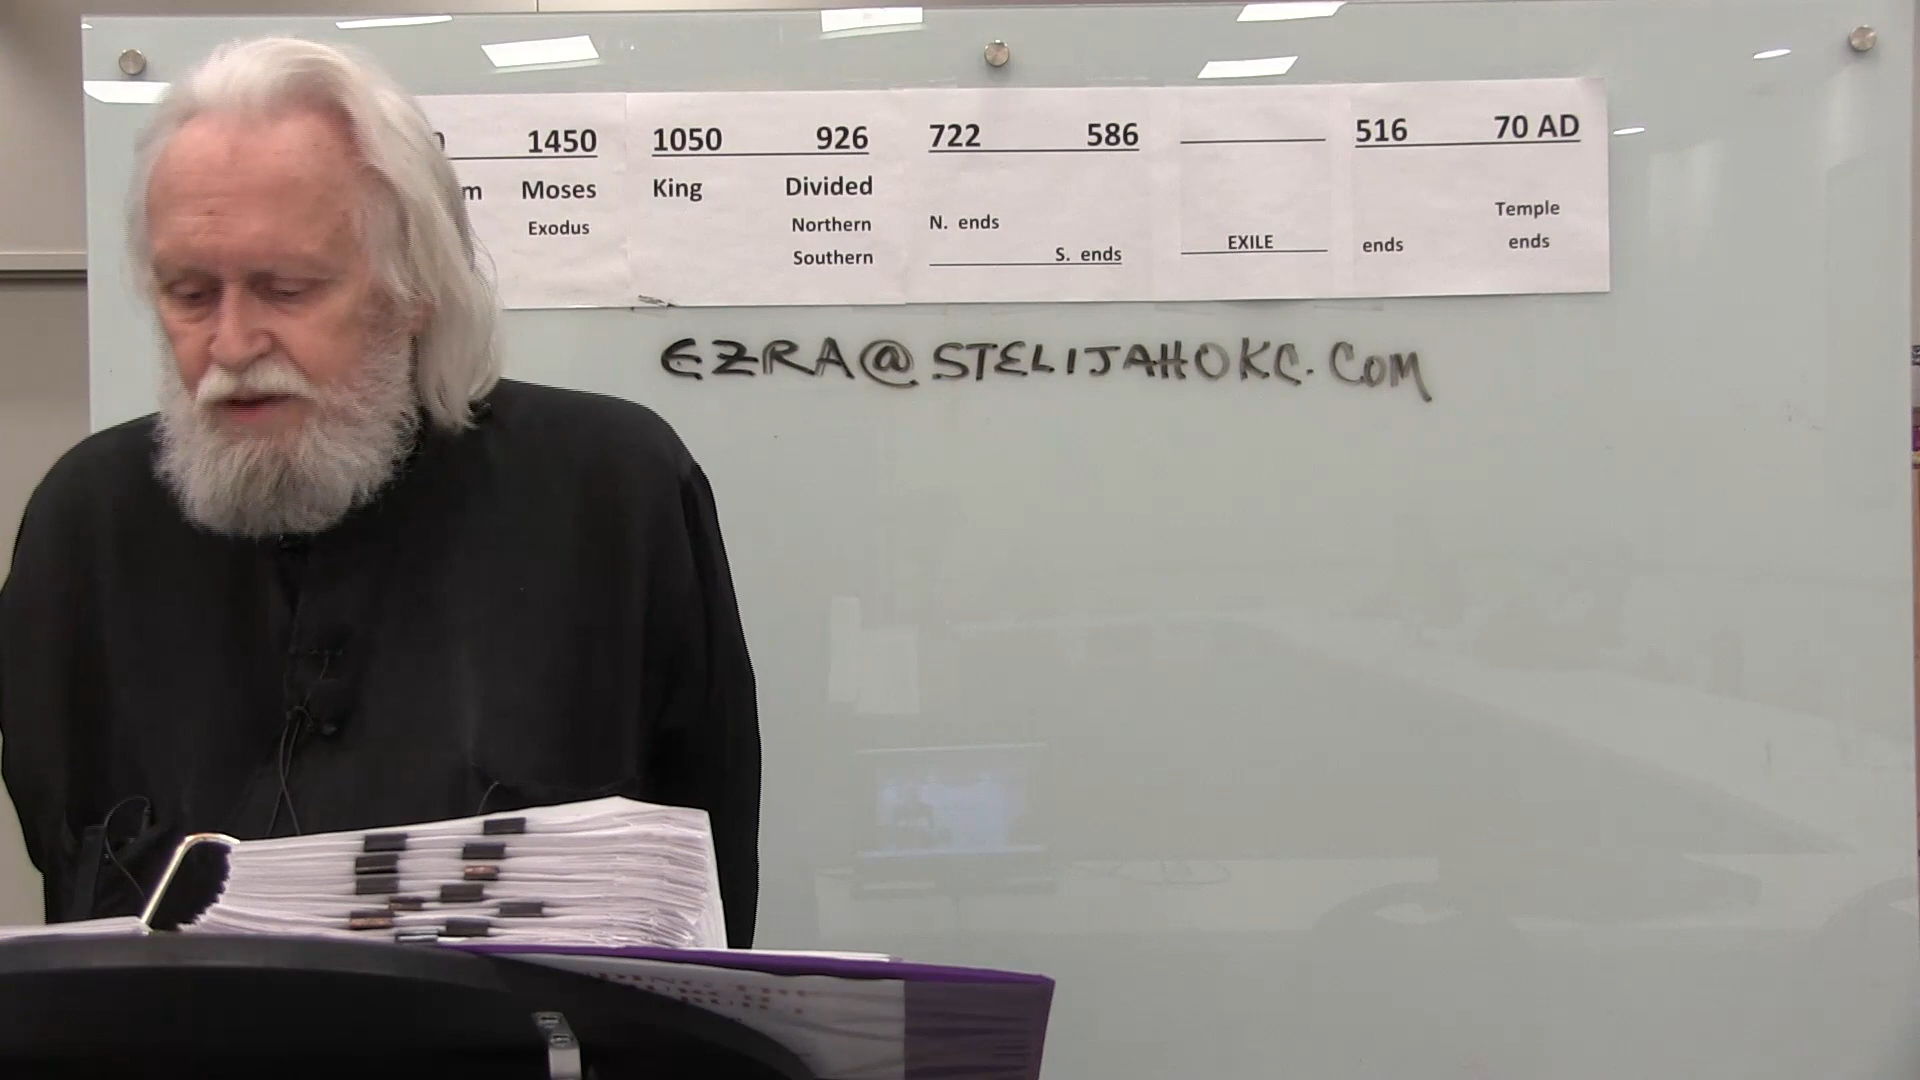 1450 1050 926 722 586 516 70 AD
m Moses King Divided
Exodus Northern N. ends Temple
Southern S. ends EXILE ends ends
EZRA@STELIJAHOKC.COM